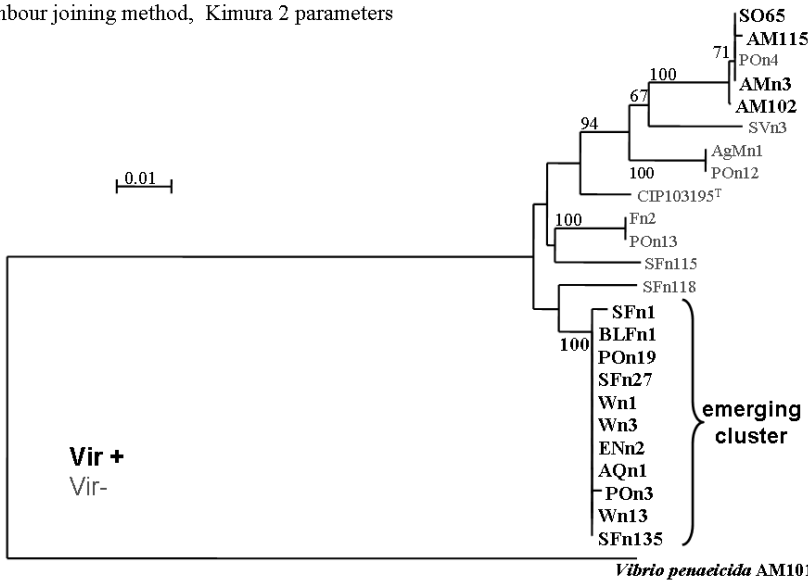 nbour joining method, Kimura 2 parameters
SO65
AM115
71
POn4
100
AMn3
67
AM102
94
SVn3
AgMn1
100
POn12
0.01
CIP103195T
100
Fn2
POn13
SFn115
SFn118
SFn1
100
BLFn1
POn19
SFn27
Wn1
emerging
cluster
Wn3
ENn2
Vir +
AQn1
Vir-
POn3
Wn13
SFn135
Vibrio penaeicida AM101